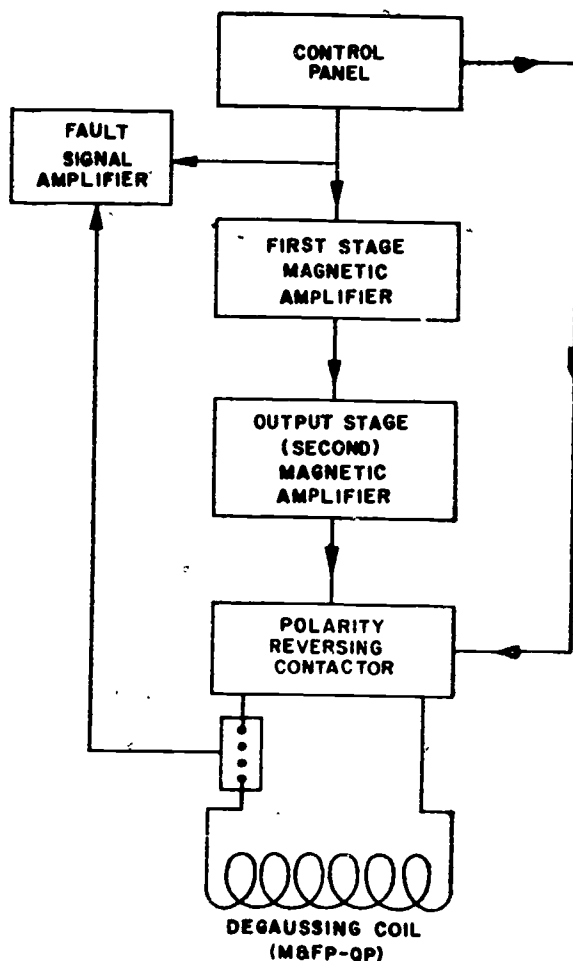 CONTROL
PANEL
FAULT
SIGNAL
AMPLIFIER
FIRST STAGE
MAGNETIC
AMPLIFIER
OUTPUT STAGE
(SECOND)
MAGNETIC
AMPLIFIER
POLARITY
REVERSING
CONTACTOR
DEGAUSSING COIL
(M&FP-QP)